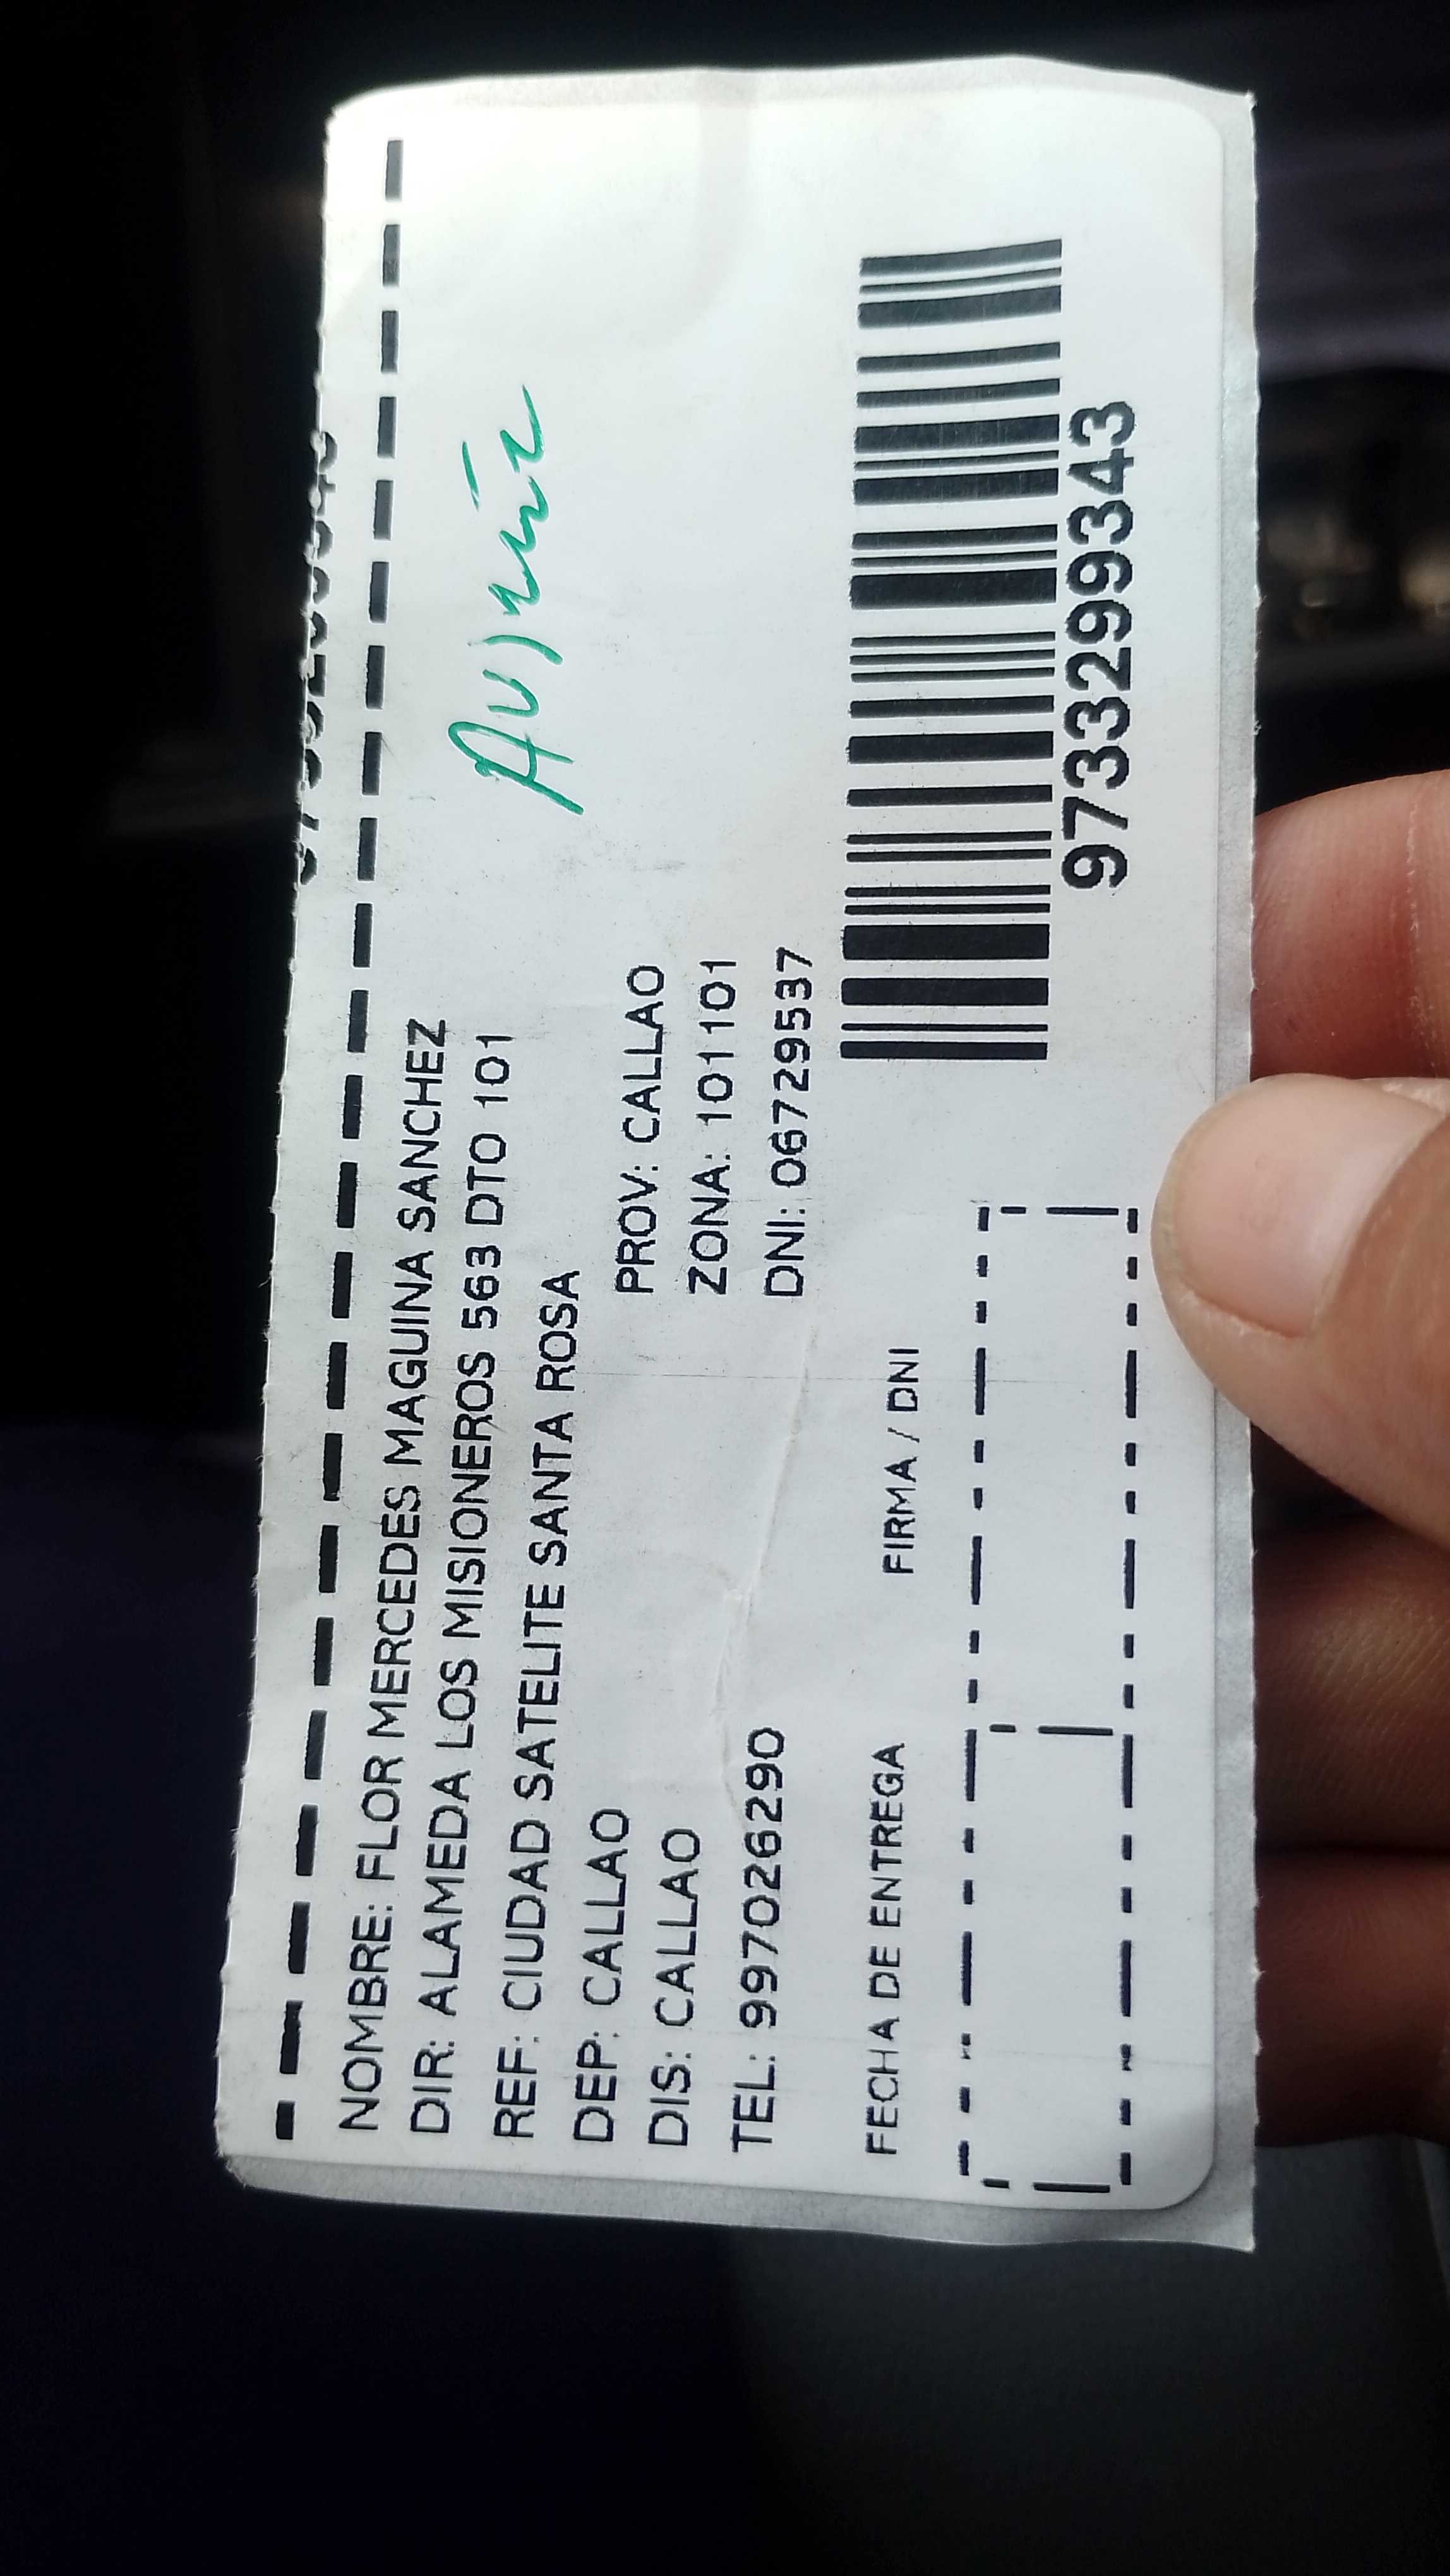 NOMBRE: FLOR MERCEDES MAGUINA SANCHEZ
DIR: ALAMEDA LOS MISIONEROS 563 DTO 101
REF: CIUDAD SATELITE SANTA ROSA
DEP: CALLAO PROV: CALLAO
DIS: CALLAO ZONA: 101101
TEL: 997026290 DNI: 06729537
FECHA DE ENTREGA FIRMA / DNI
9733299343